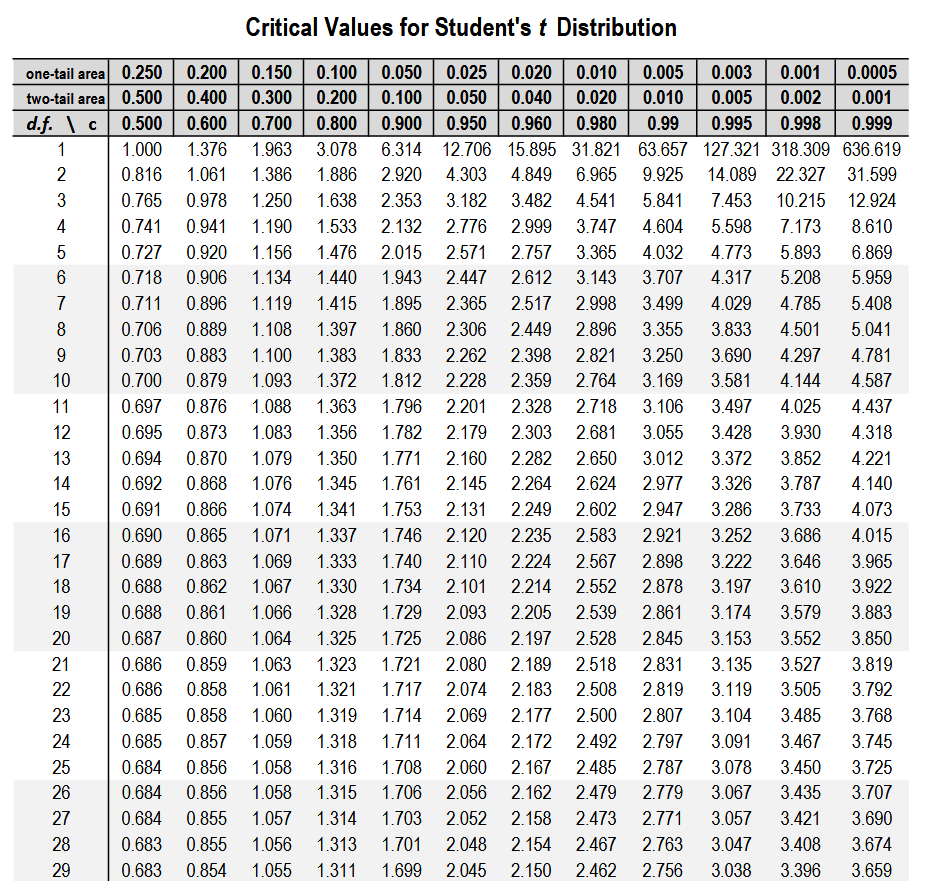 Critical Values for Student's t Distribution
one-tail area 0.250 0.200 0.150 0.100 0.050 0.025 0.020 0.010 0.005 0.003 0.001 0.0005
two-tail area 0.500 0.400 0.300 0.200 0.100 0.050 0.040 0.020 0.010 0.005 0.002 0.001
d.f. \ c 0.500 0.600 0.700 0.800 0.900 0.950 0.960 0.980 0.99 0.995 0.998 0.999
1 1.000 1.376 1.963 3.078 6.314 12.706 15.895 31.821 63.657 127.321 318.309 636.619
2 0.816 1.061 1.386 1.886 2.920 4.303 4.849 6.965 9.925 14.089 22.327 31.599
3 0.765 0.978 1.250 1.638 2.353 3.182 3.482 4.541 5.841 7.453 10.215 12.924
4 0.741 0.941 1.190 1.533 2.132 2.776 2.999 3.747 4.604 5.598 7.173 8.610
5 0.727 0.920 1.156 1.476 2.015 2.571 2.757 3.365 4.032 4.773 5.893 6.869
6 0.718 0.906 1.134 1.440 1.943 2.447 2.612 3.143 3.707 4.317 5.208 5.959
7 0.711 0.896 1.119 1.415 1.895 2.365 2.517 2.998 3.499 4.029 4.785 5.408
8 0.706 0.889 1.108 1.397 1.860 2.306 2.449 2.896 3.355 3.833 4.501 5.041
9 0.703 0.883 1.100 1.383 1.833 2.262 2.398 2.821 3.250 3.690 4.297 4.781
10 0.700 0.879 1.093 1.372 1.812 2.228 2.359 2.764 3.169 3.581 4.144 4.587
11 0.697 0.876 1.088 1.363 1.796 2.201 2.328 2.718 3.106 3.497 4.025 4.437
12 0.695 0.873 1.083 1.356 1.782 2.179 2.303 2.681 3.055 3.428 3.930 4.318
13 0.694 0.870 1.079 1.350 1.771 2.160 2.282 2.650 3.012 3.372 3.852 4.221
14 0.692 0.868 1.076 1.345 1.761 2.145 2.264 2.624 2.977 3.326 3.787 4.140
15 0.691 0.866 1.074 1.341 1.753 2.131 2.249 2.602 2.947 3.286 3.733 4.073
16 0.690 0.865 1.071 1.337 1.746 2.120 2.235 2.583 2.921 3.252 3.686 4.015
17 0.689 0.863 1.069 1.333 1.740 2.110 2.224 2.567 2.898 3.222 3.646 3.965
18 0.688 0.862 1.067 1.330 1.734 2.101 2.214 2.552 2.878 3.197 3.610 3.922
19 0.688 0.861 1.066 1.328 1.729 2.093 2.205 2.539 2.861 3.174 3.579 3.883
20 0.687 0.860 1.064 1.325 1.725 2.086 2.197 2.528 2.845 3.153 3.552 3.850
21 0.686 0.859 1.063 1.323 1.721 2.080 2.189 2.518 2.831 3.135 3.527 3.819
22 0.686 0.858 1.061 1.321 1.717 2.074 2.183 2.508 2.819 3.119 3.505 3.792
23 0.685 0.858 1.060 1.319 1.714 2.069 2.177 2.500 2.807 3.104 3.485 3.768
24 0.685 0.857 1.059 1.318 1.711 2.064 2.172 2.492 2.797 3.091 3.467 3.745
25 0.684 0.856 1.058 1.316 1.708 2.060 2.167 2.485 2.787 3.078 3.450 3.725
26 0.684 0.856 1.058 1.315 1.706 2.056 2.162 2.479 2.779 3.067 3.435 3.707
27 0.684 0.855 1.057 1.314 1.703 2.052 2.158 2.473 2.771 3.057 3.421 3.690
28 0.683 0.855 1.056 1.313 1.701 2.048 2.154 2.467 2.763 3.047 3.408 3.674
29 0.683 0.854 1.055 1.311 1.699 2.045 2.150 2.462 2.756 3.038 3.396 3.659